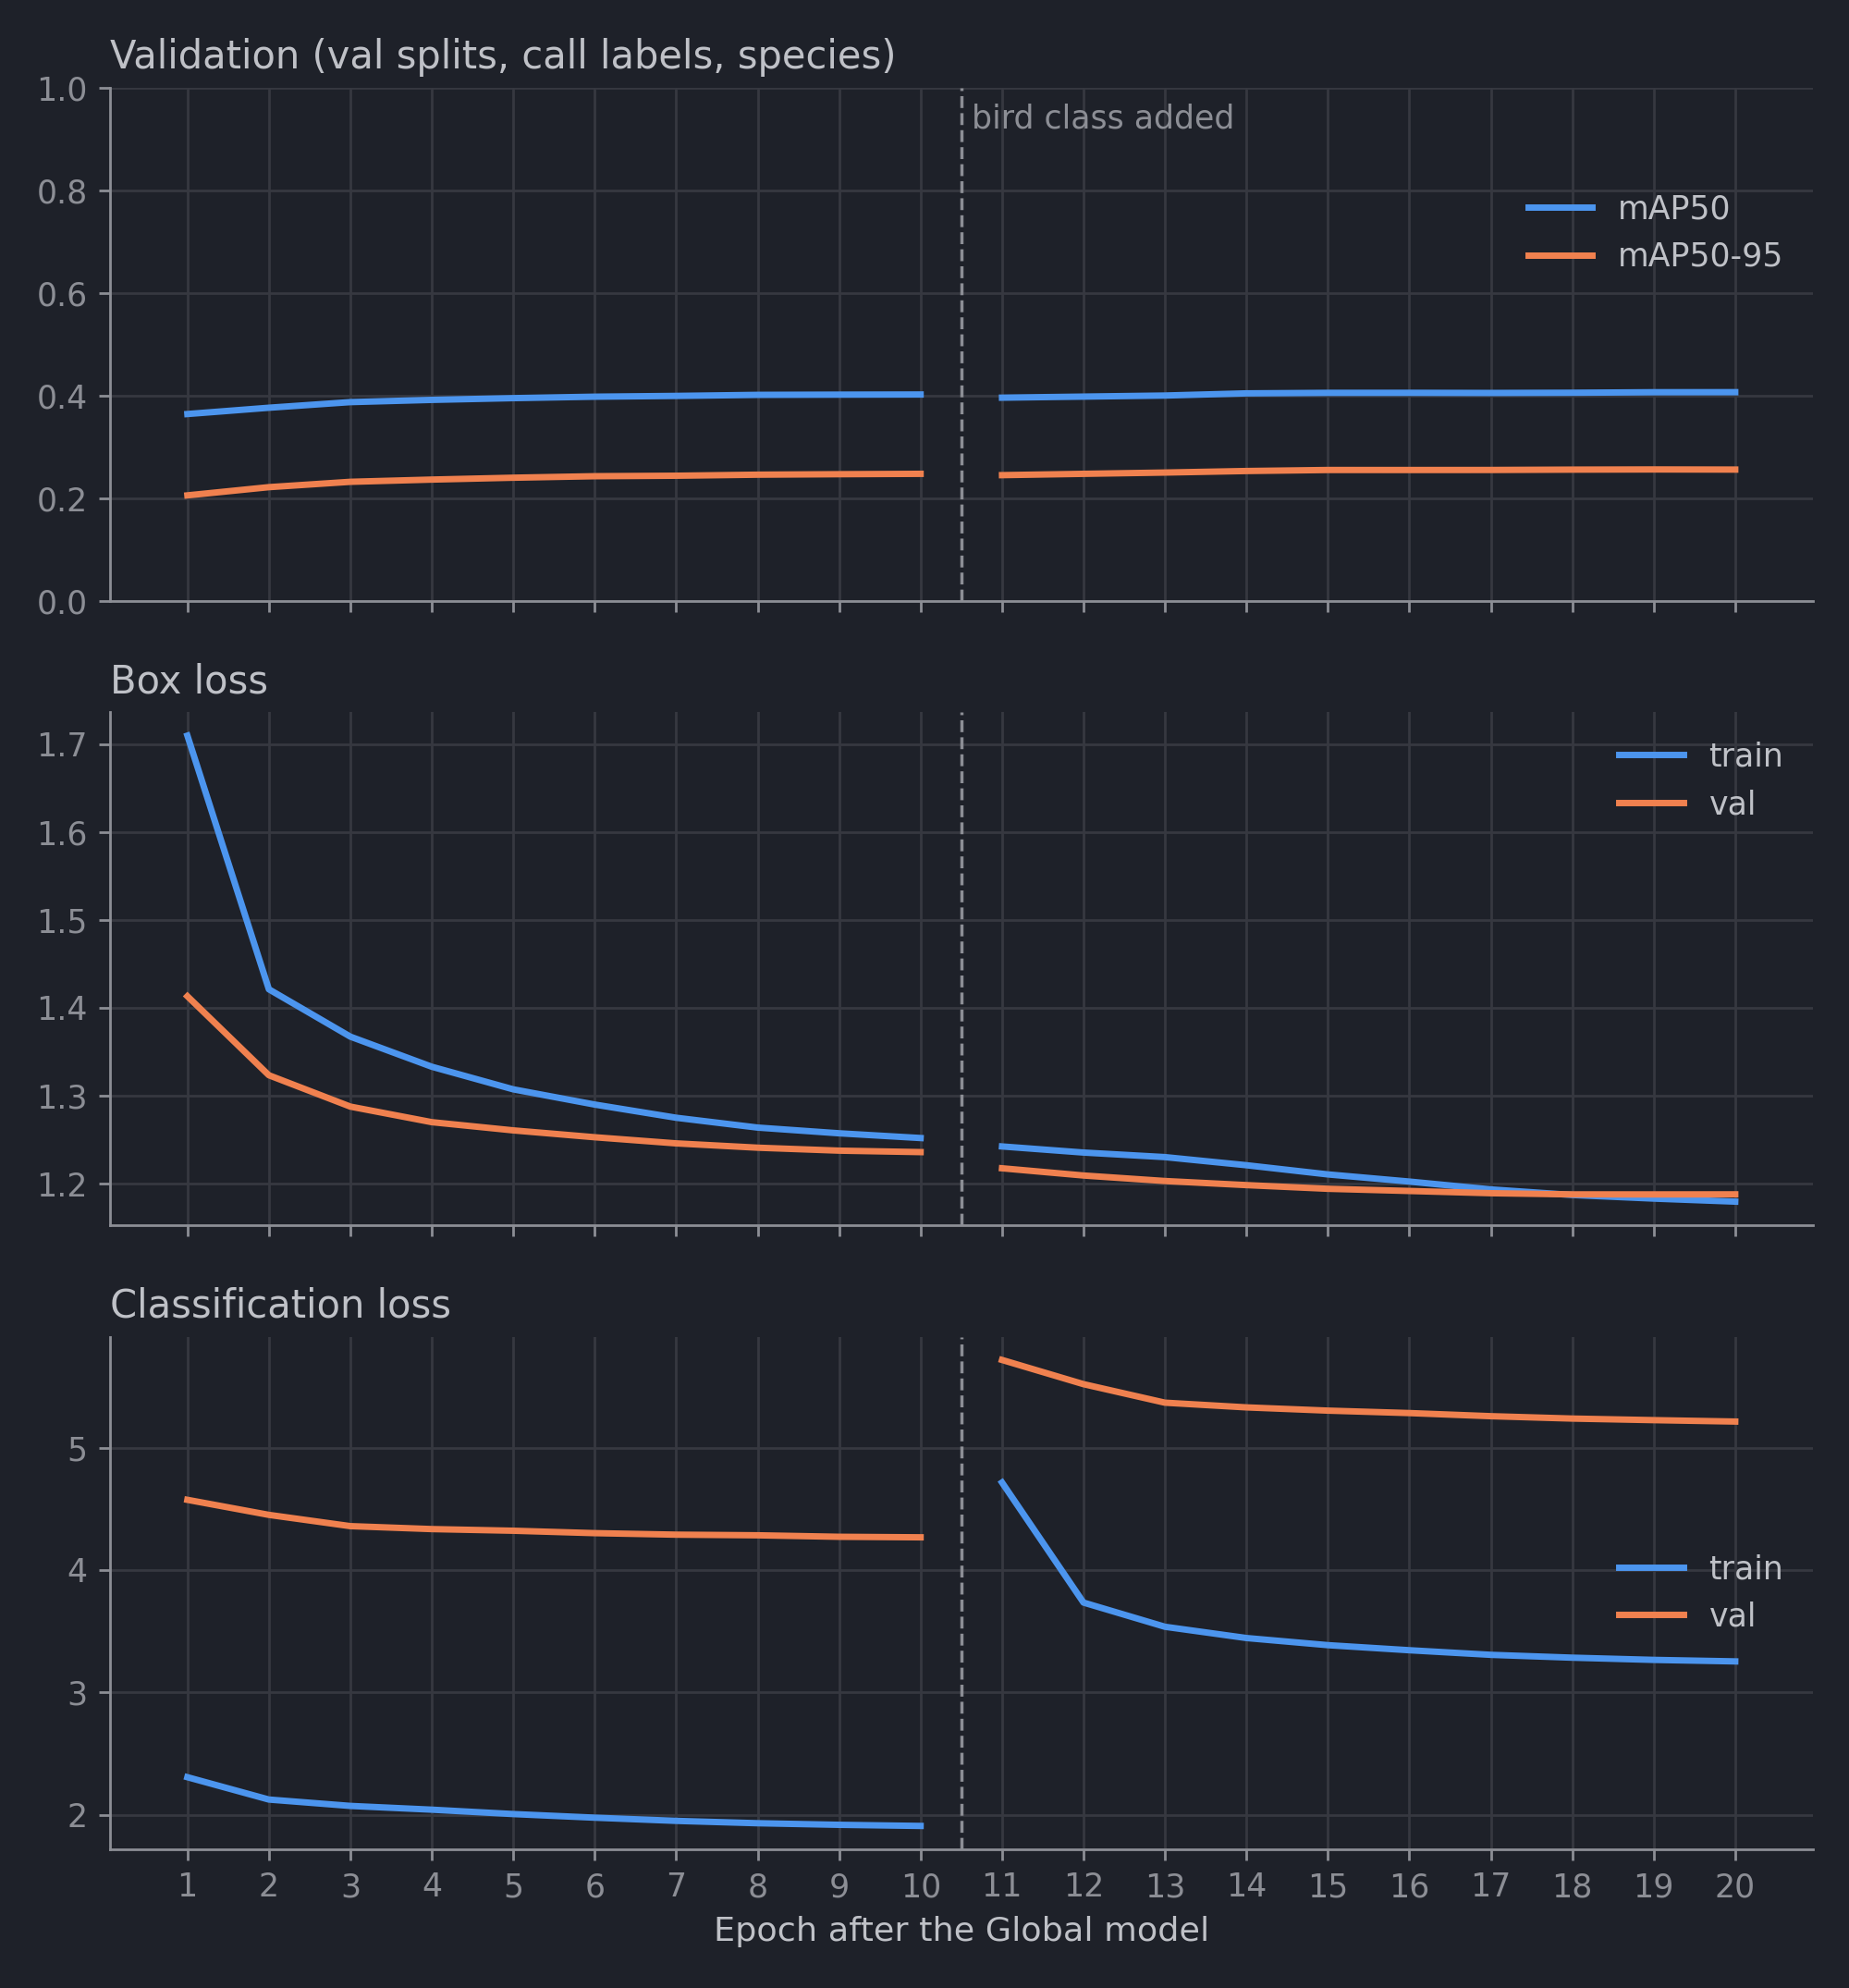 Validation (val splits, call labels, species)
1.0
bird class added
0.8
mAP50
mAP50-95
0.6
0.4
0.2
0.0
Box loss
1.7
train
val
1.6
1.5
1.4
1.3
1.2
Classification loss
5
4
train
val
3
2
1 2 3 4 5 6 7 8 9 10 11 12 13 14 15 16 17 18 19 20
Epoch after the Global model